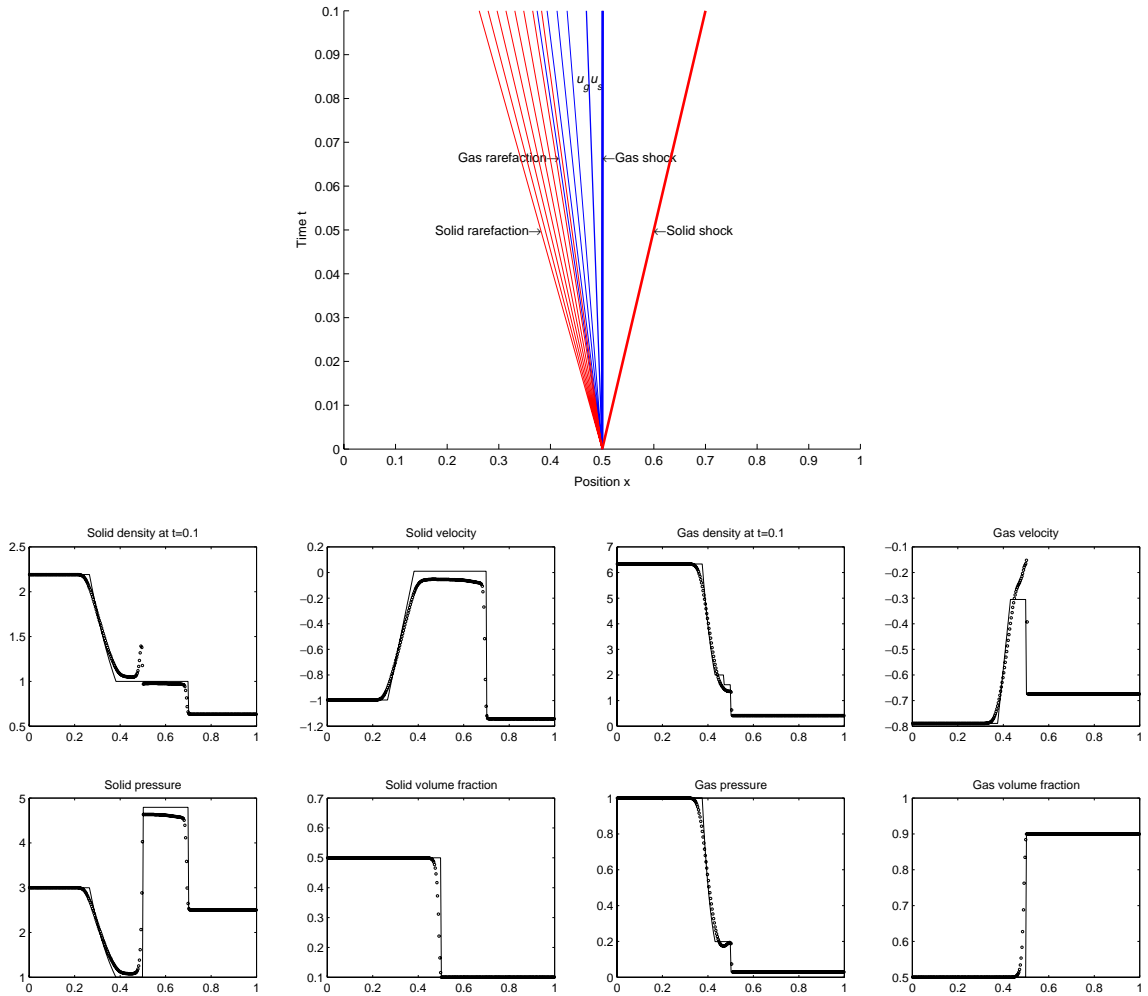 0.1
0.09
0.08
0.07
0.06
0.05
0.04
0.03
0.02
0.01
0
Time t
u_g u_s
Gas rarefaction
Gas shock
Solid rarefaction
Solid shock
0 0.1 0.2 0.3 0.4 0.5 0.6 0.7 0.8 0.9 1
Position x
Solid density at t=0.1
2.5
2
1.5
1
0.5
0 0.2 0.4 0.6 0.8 1
Solid velocity
0.2
0
−0.2
−0.4
−0.6
−0.8
−1
−1.2
0 0.2 0.4 0.6 0.8 1
Gas density at t=0.1
7
6
5
4
3
2
1
0
0 0.2 0.4 0.6 0.8 1
Gas velocity
−0.1
−0.2
−0.3
−0.4
−0.5
−0.6
−0.7
−0.8
0 0.2 0.4 0.6 0.8 1
Solid pressure
5
4
3
2
1
0 0.2 0.4 0.6 0.8 1
Solid volume fraction
0.7
0.6
0.5
0.4
0.3
0.2
0.1
0 0.2 0.4 0.6 0.8 1
Gas pressure
1
0.8
0.6
0.4
0.2
0
0 0.2 0.4 0.6 0.8 1
Gas volume fraction
1
0.9
0.8
0.7
0.6
0.5
0 0.2 0.4 0.6 0.8 1